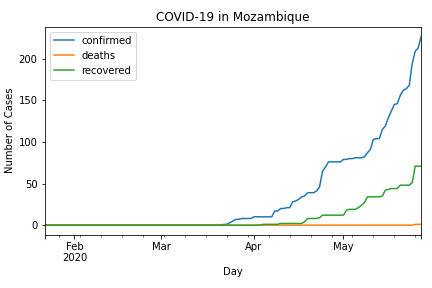 COVID-19 in Mozambique
confirmed
deaths
recovered
Number of Cases
200
150
100
50
0
Feb
2020
Mar
Apr
May
Day